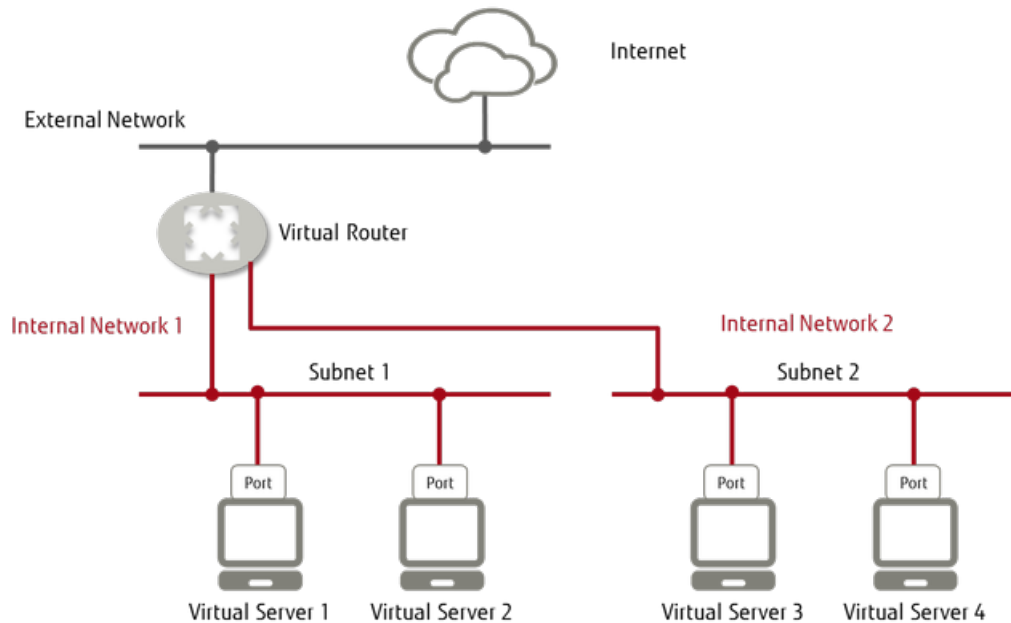 Internet
External Network
Virtual Router
Internal Network 1
Internal Network 2
Subnet 1
Subnet 2
Port
Port
Port
Port
Virtual Server 1
Virtual Server 2
Virtual Server 3
Virtual Server 4